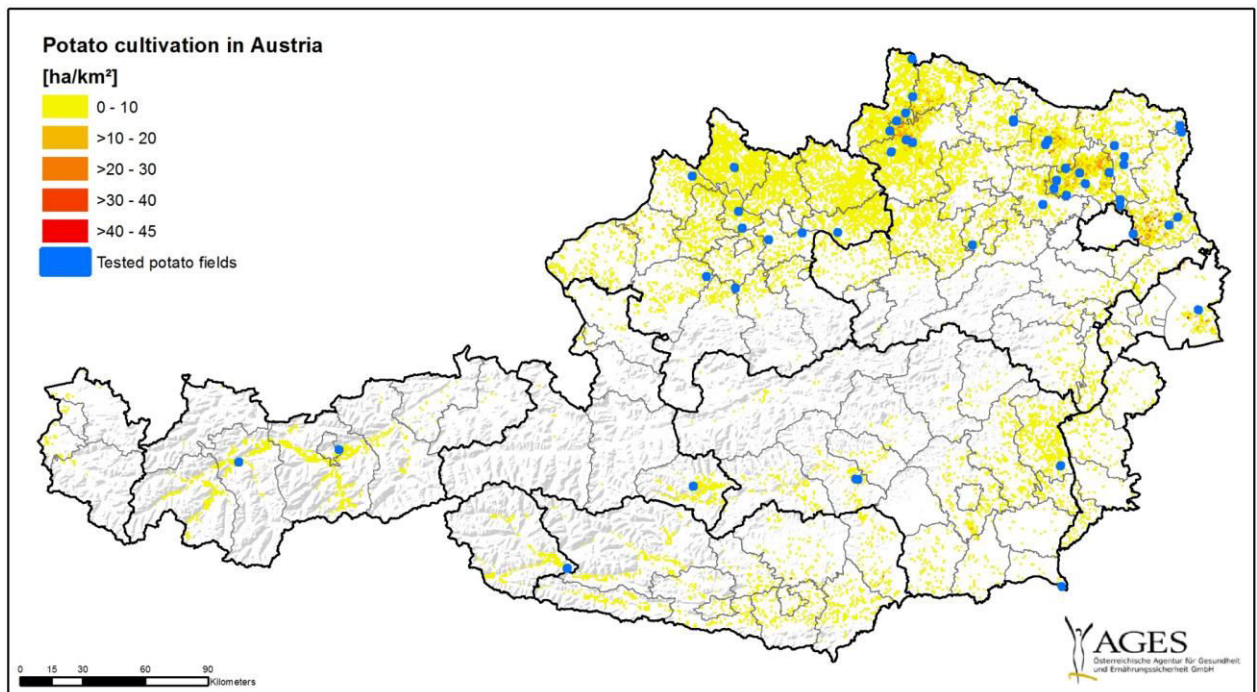 Potato cultivation in Austria
[ha/km²]
0 - 10
>10 - 20
>20 - 30
>30 - 40
>40 - 45
Tested potato fields
0 15 30 60 90
Kilometers
AGES
Österreichische Agentur für Gesundheit
und Ernährungssicherheit GmbH